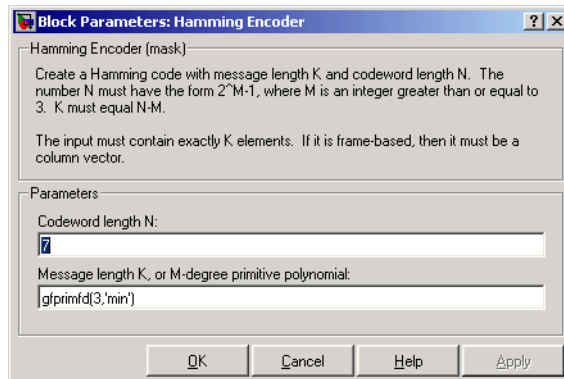 Block Parameters: Hamming Encoder
Hamming Encoder (mask)
Create a Hamming code with message length K and codeword length N. The
number N must have the form 2^M-1, where M is an integer greater than or equal to
3. K must equal N-M.
The input must contain exactly K elements. If it is frame-based, then it must be a
column vector.
Parameters
Codeword length N:
7
Message length K, or M-degree primitive polynomial:
gfprimfd(3,'min')
OK Cancel Help Apply